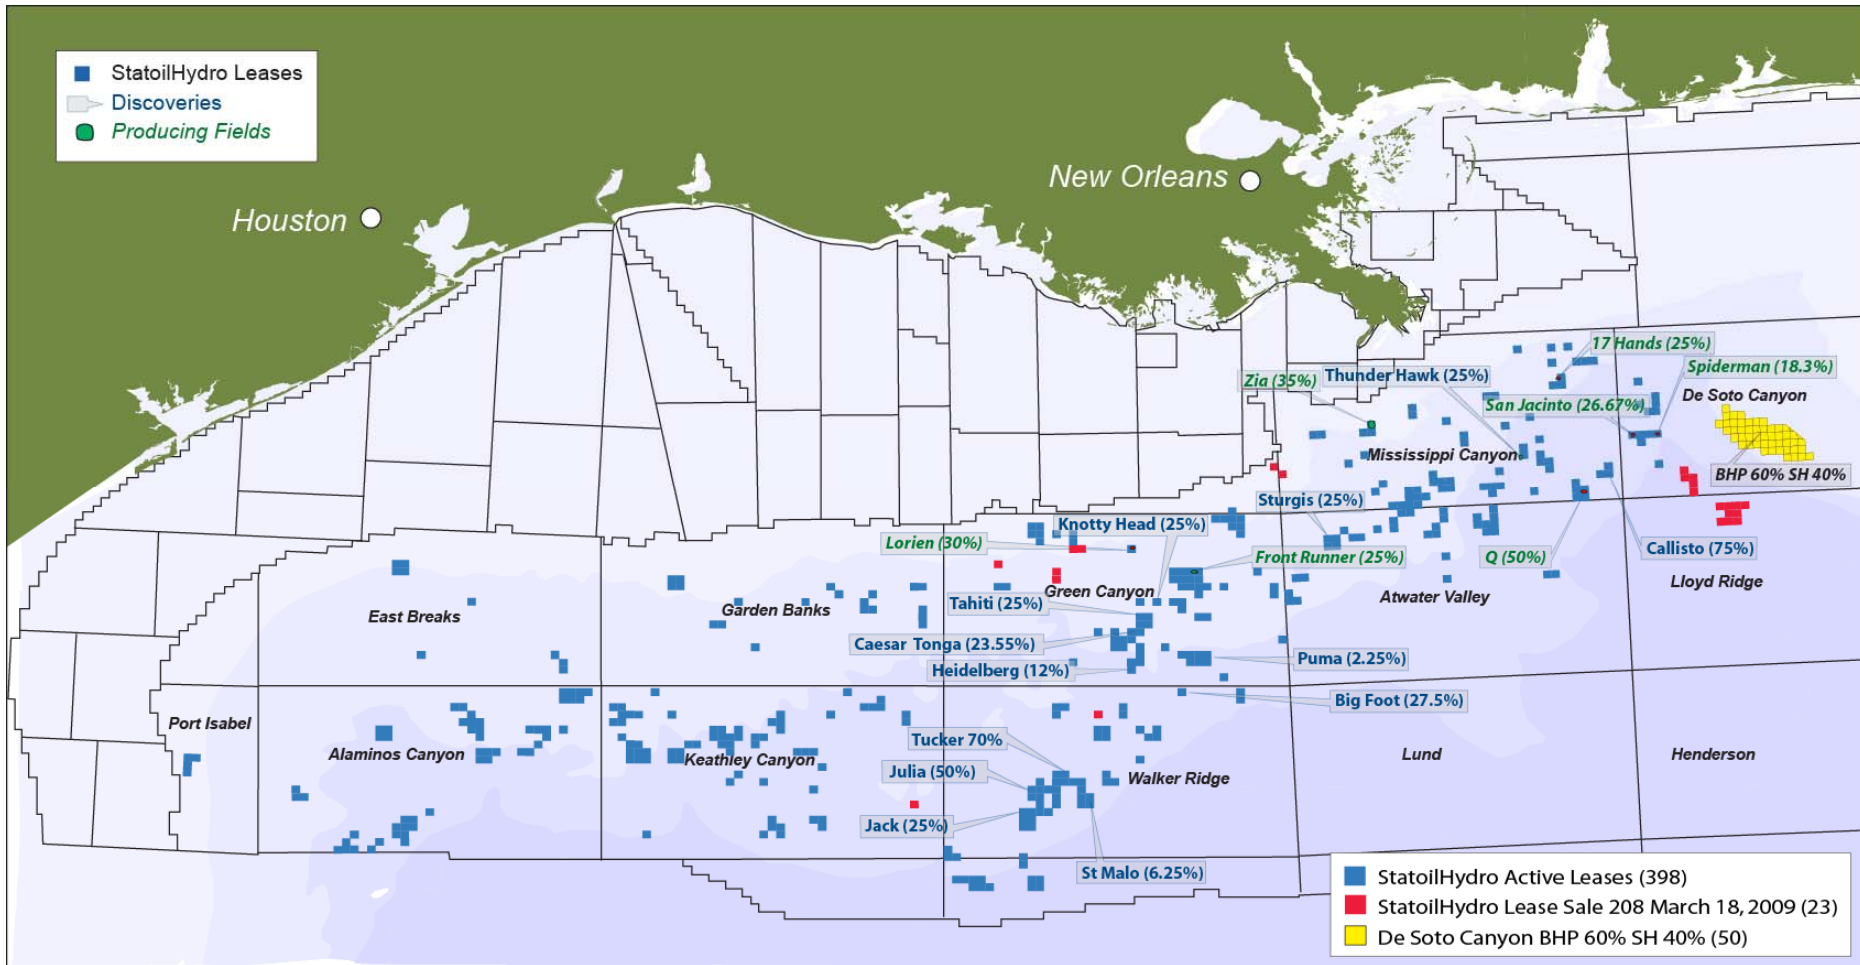 StatoilHydro Leases
Discoveries
Producing Fields
New Orleans
Houston
17 Hands (25%)
Spiderman (18.3%)
Zia (35%)
Thunder Hawk (25%)
De Soto Canyon
San Jacinto (26.67%)
Mississippi Canyon
BHP 60% SH 40%
Sturgis (25%)
Knotty Head (25%)
Lorien (30%)
Front Runner (25%)
Q (50%)
Callisto (75%)
Lloyd Ridge
Green Canyon
Atwater Valley
Tahiti (25%)
East Breaks
Garden Banks
Caesar Tonga (23.55%)
Puma (2.25%)
Heidelberg (12%)
Big Foot (27.5%)
Port Isabel
Tucker 70%
Alaminos Canyon
Keathley Canyon
Lund
Henderson
Julia (50%)
Walker Ridge
Jack (25%)
St Malo (6.25%)
StatoilHydro Active Leases (398)
StatoilHydro Lease Sale 208 March 18, 2009 (23)
De Soto Canyon BHP 60% SH 40% (50)